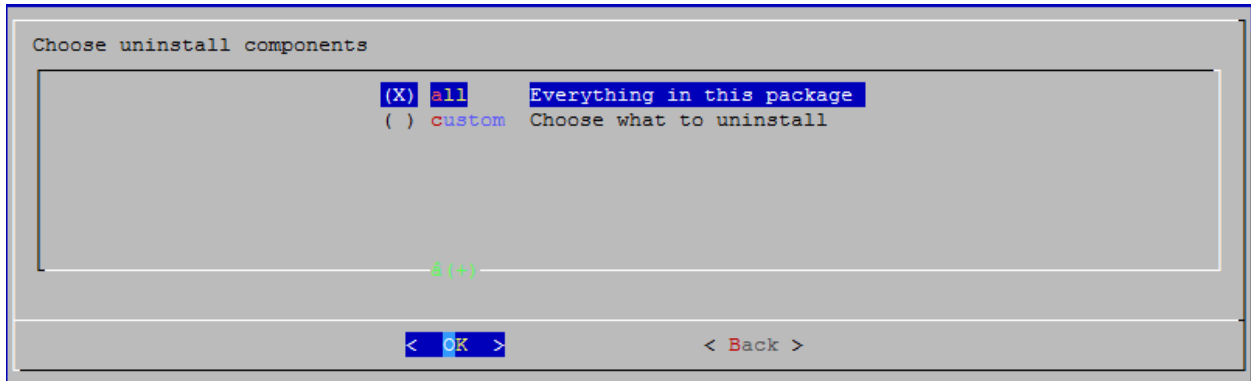 Choose uninstall components
(X) all Everything in this package
( ) custom Choose what to uninstall
(+)
< OK > < Back >